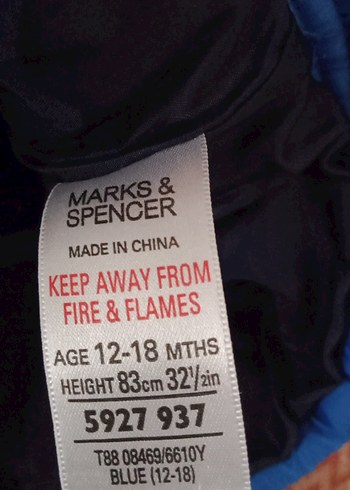 MARKS &
SPENCER
MADE IN CHINA
KEEP AWAY FROM
FIRE & FLAMES
AGE 12-18 MTHS
HEIGHT 83cm 32½in
5927 937
T88 08469/6610Y
BLUE (12-18)